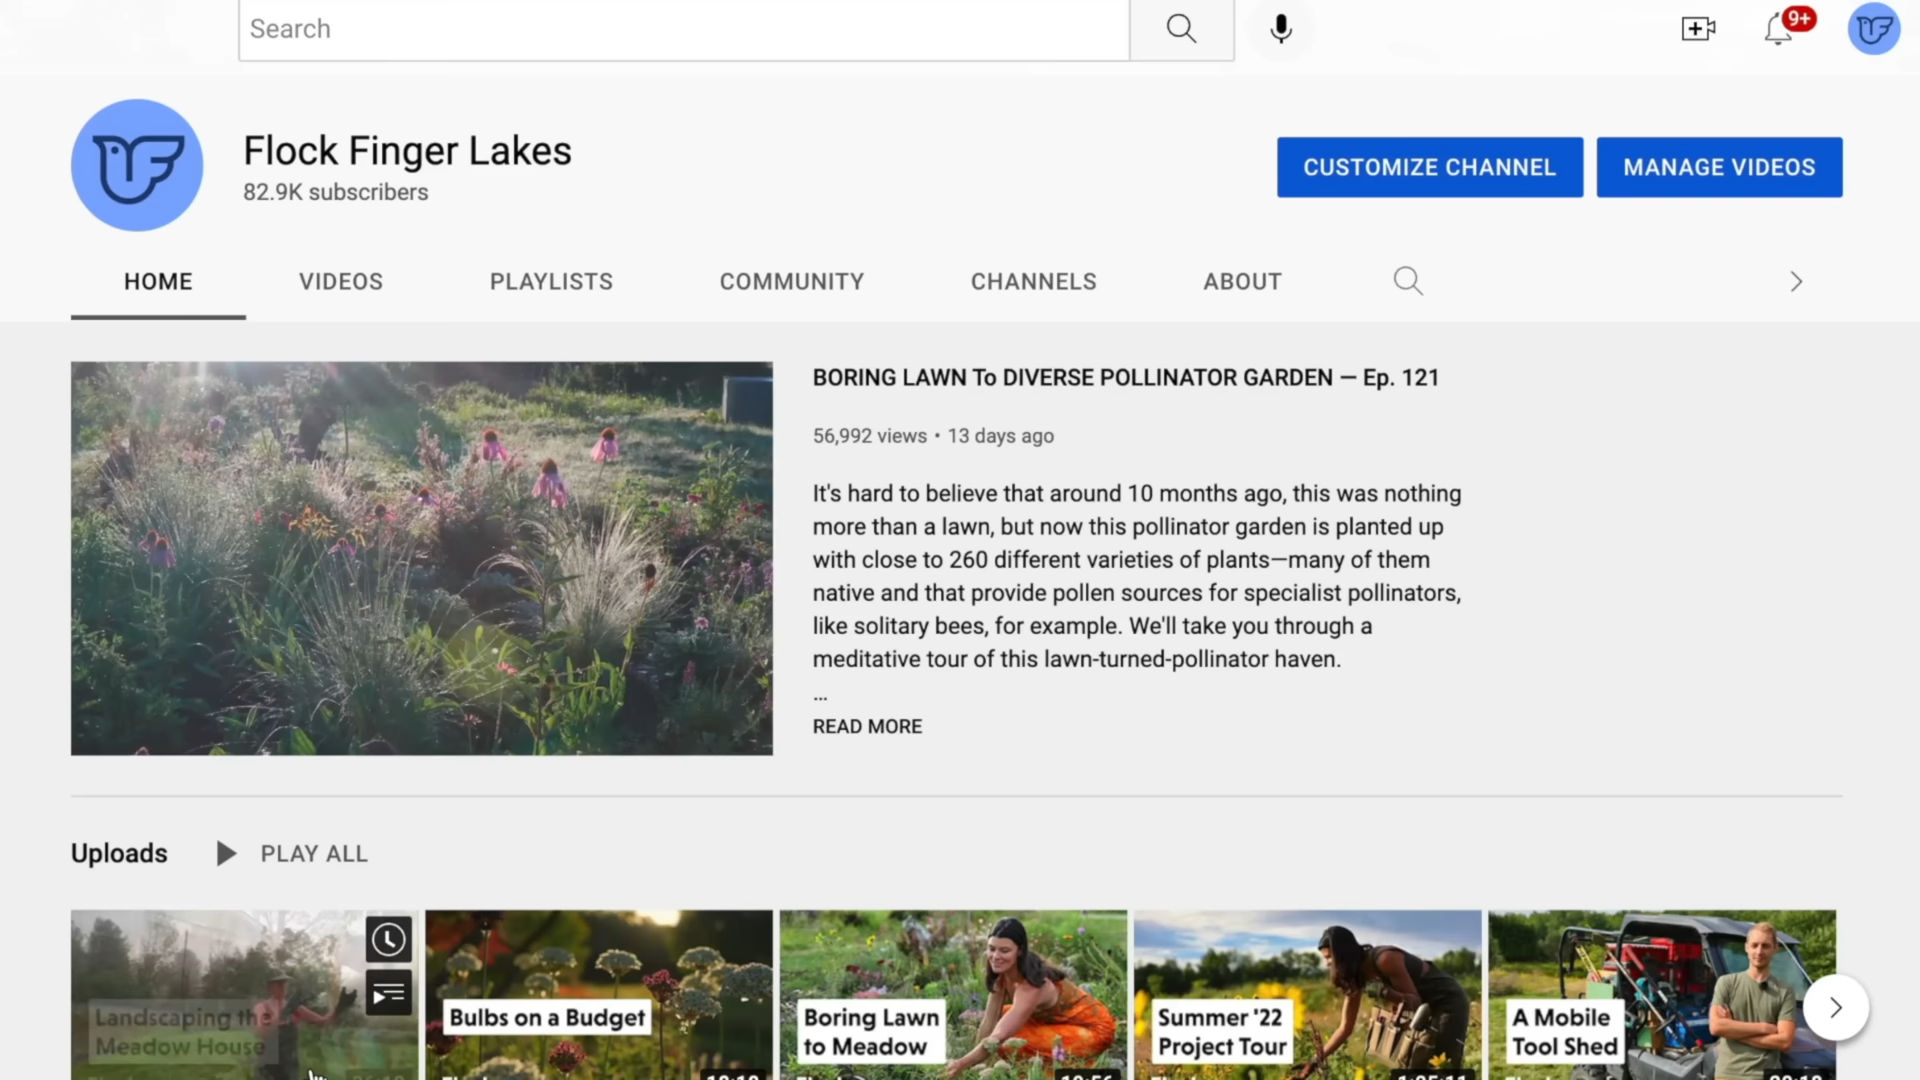 Search
9+
Flock Finger Lakes
82.9K subscribers
CUSTOMIZE CHANNEL
MANAGE VIDEOS
HOME
VIDEOS
PLAYLISTS
COMMUNITY
CHANNELS
ABOUT
BORING LAWN To DIVERSE POLLINATOR GARDEN – Ep. 121
56,992 views • 13 days ago
It's hard to believe that around 10 months ago, this was nothing
more than a lawn, but now this pollinator garden is planted up
with close to 260 different varieties of plants—many of them
native and that provide pollen sources for specialist pollinators,
like solitary bees, for example. We'll take you through a
meditative tour of this lawn-turned-pollinator haven.
...
READ MORE
Uploads
PLAY ALL
Landscaping the
Meadow House
Bulbs on a Budget
Boring Lawn
to Meadow
Summer '22
Project Tour
A Mobile
Tool Shed